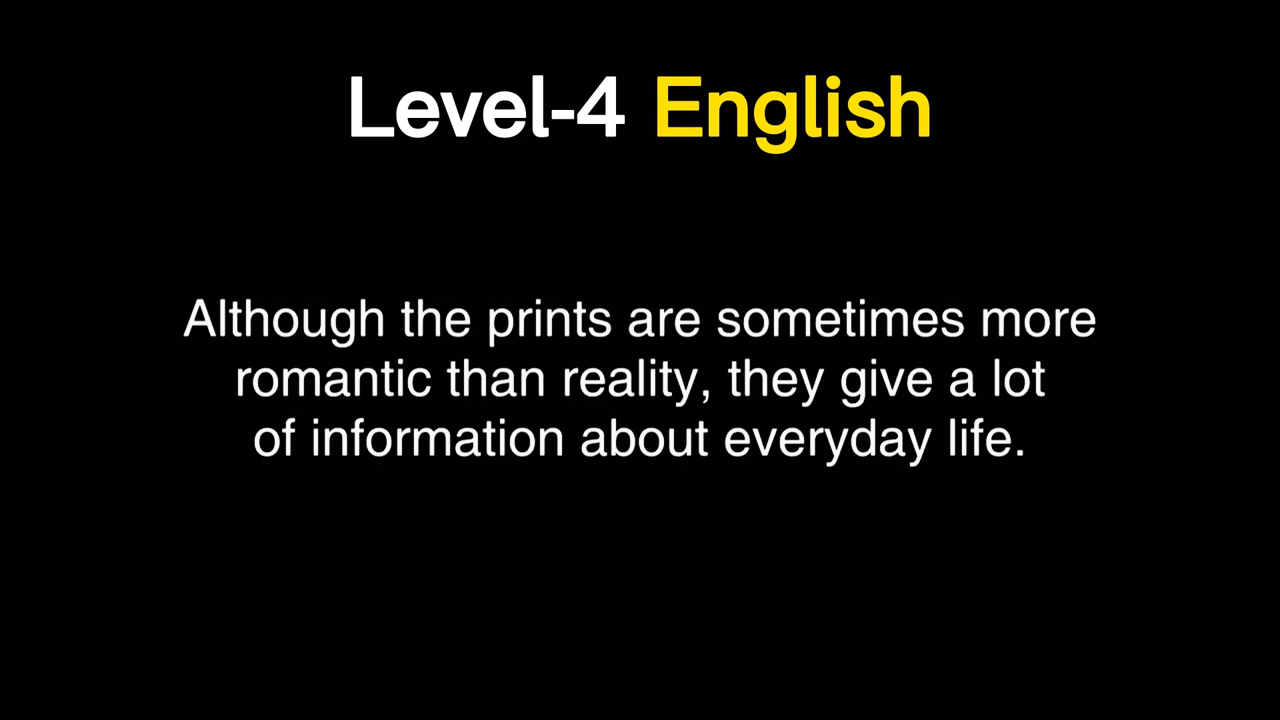 Level-4 English
Although the prints are sometimes more
romantic than reality, they give a lot
of information about everyday life.